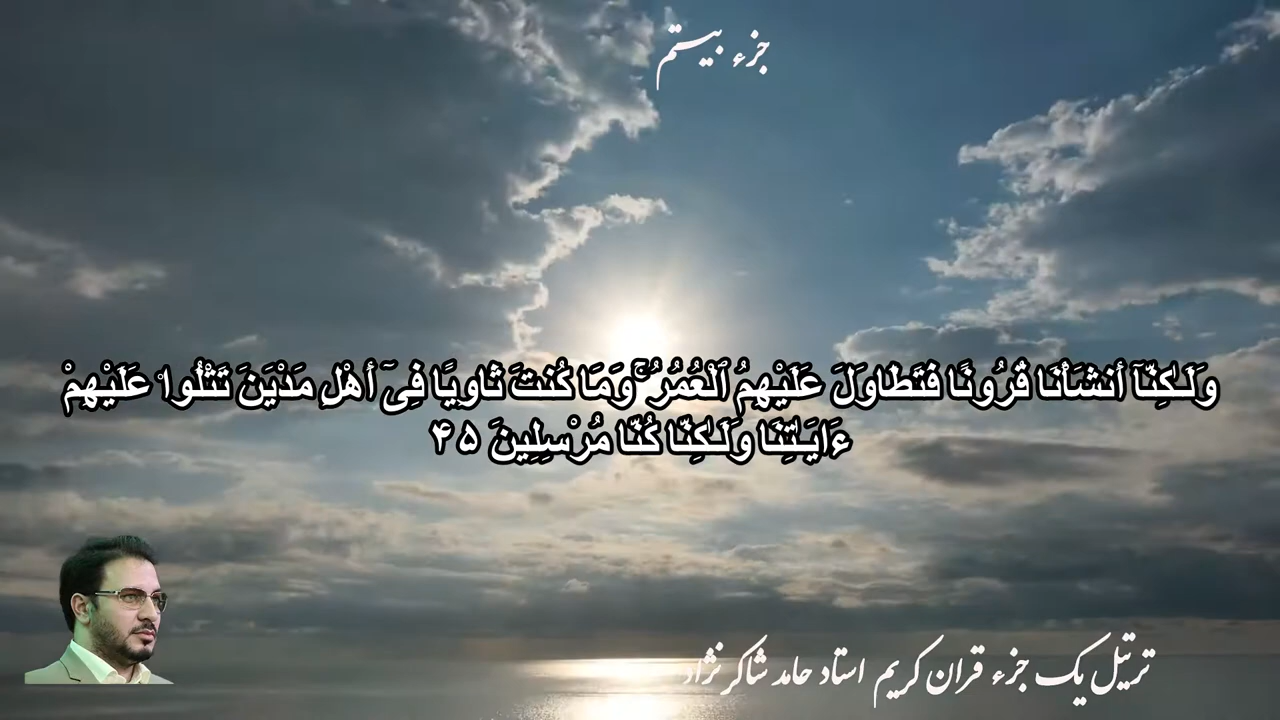 جزء بیستم
وَلَـٰكِنَّآ أَنشَأْنَا قُرُونًا فَتَطَاوَلَ عَلَيْهِمُ ٱلْعُمُرُ ۚ وَمَا كُنتَ ثَاوِيًا فِىٓ أَهْلِ مَدْيَنَ تَتْلُوا۟ عَلَيْهِمْ
ءَايَـٰتِنَا وَلَـٰكِنَّا كُنَّا مُرْسِلِينَ ۴۵
ترتیل یک جزء قران کریم استاد حامد شاکرنژاد